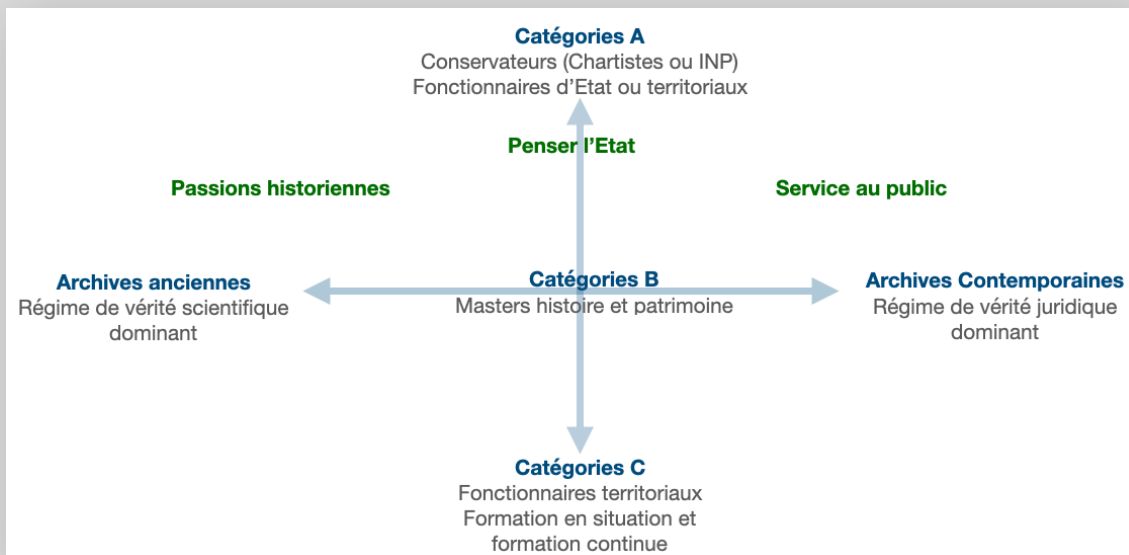 Catégories A
Conservateurs (Chartistes ou INP)
Fonctionnaires d'Etat ou territoriaux
Penser l'Etat
Passions historiennes
Service au public
Archives anciennes
Régime de vérité scientifique
dominant
Catégories B
Masters histoire et patrimoine
Archives Contemporaines
Régime de vérité juridique
dominant
Catégories C
Fonctionnaires territoriaux
Formation en situation et
formation continue